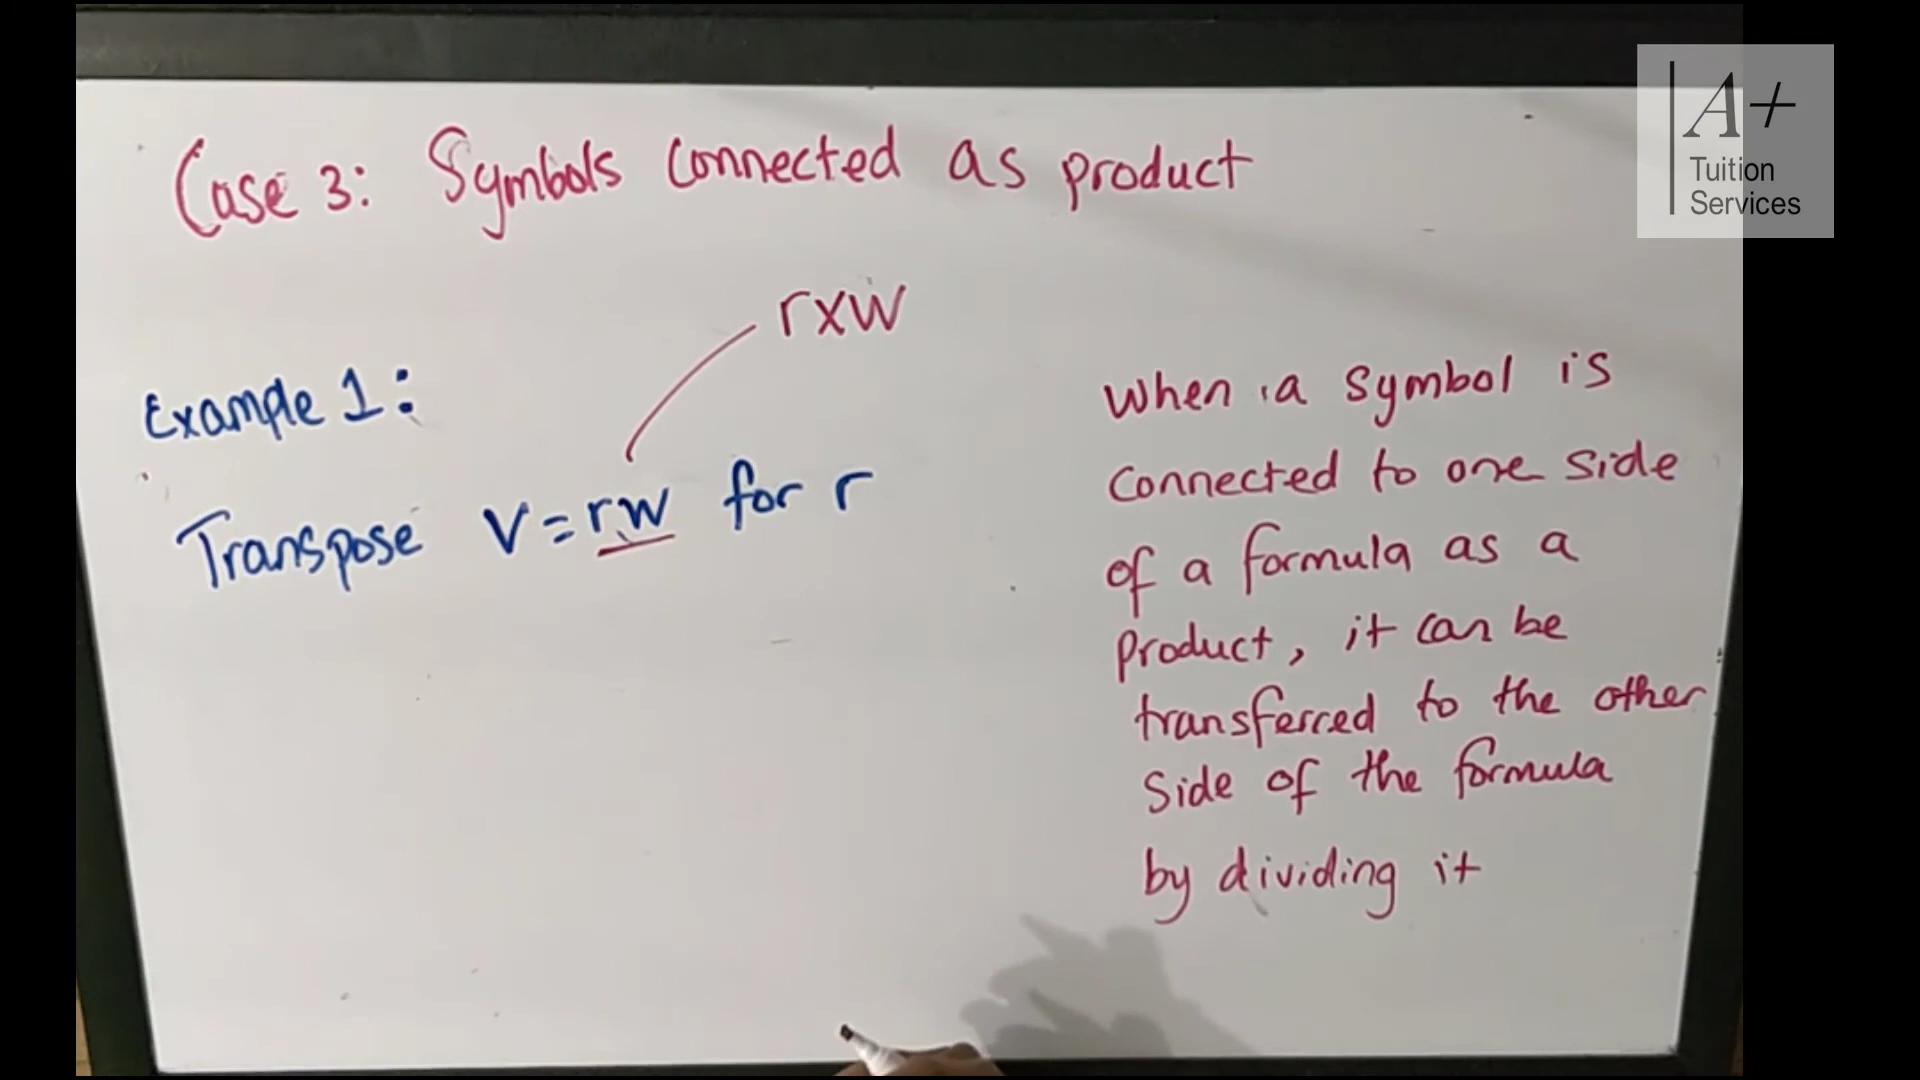 Case 3: Symbols connected as product
rxw
Example 1:
Transpose V=rw for r
When a symbol is
connected to one side
of a formula as a
product, it can be
transferred to the other
side of the formula
by dividing it
A+
Tuition
Services